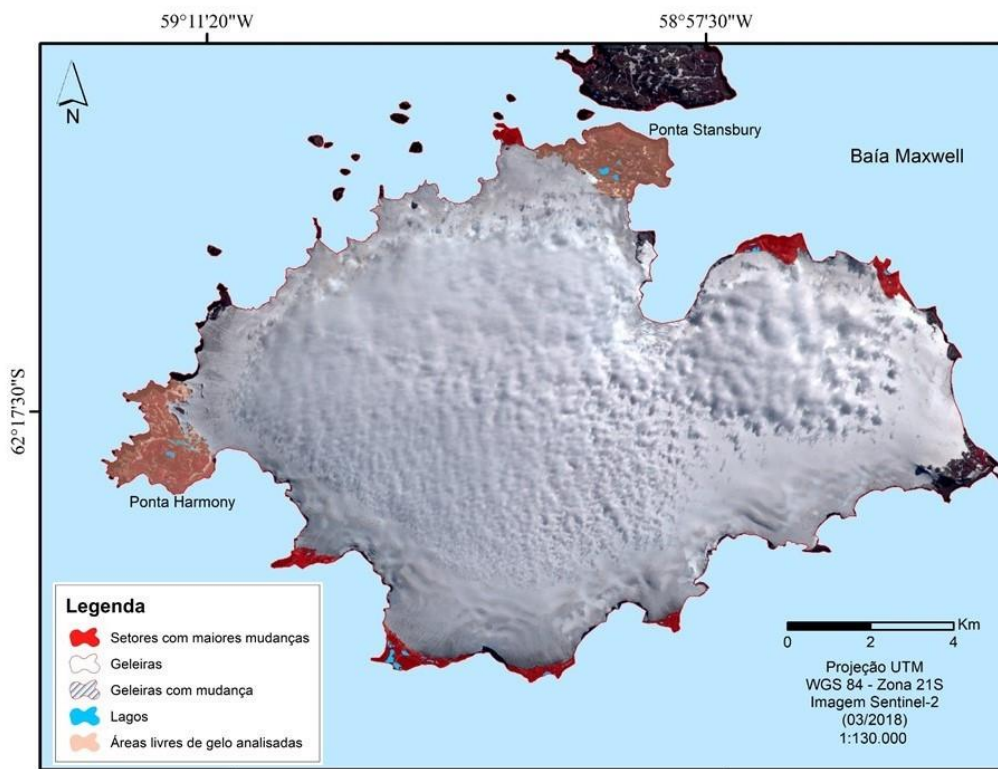 59°11'20"W
58°57'30"W
N
Ponta Stansbury
Baía Maxwell
62°17'30"S
Ponta Harmony
Legenda
Setores com maiores mudanças
Geleiras
Geleiras com mudança
Lagos
Áreas livres de gelo analisadas
Km
0 2 4
Projeção UTM
WGS 84 - Zona 21S
Imagem Sentinel-2
(03/2018)
1:130.000